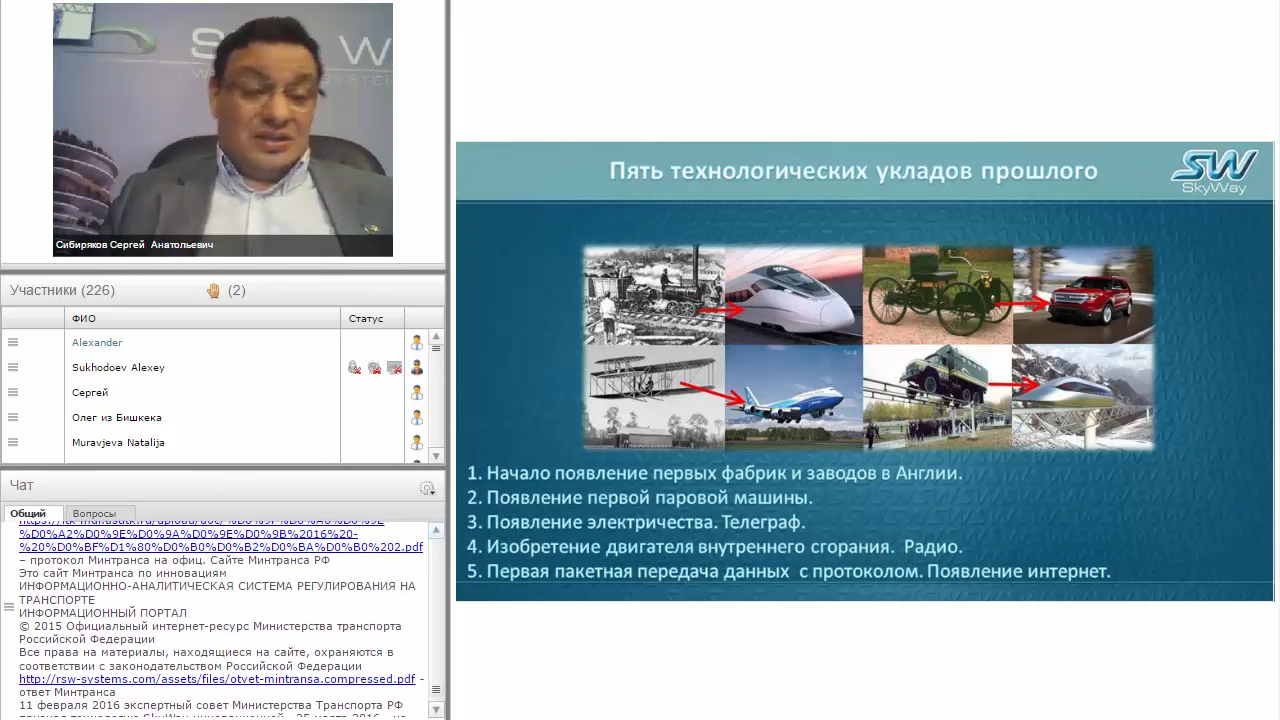 Сибиряков Сергей Анатольевич
Участники (226)
(2)
ФИО
Статус
Alexander
Sukhodoev Alexey
Сергей
Олег из Бишкека
Muravjeva Natalija
Чат
Общий
Вопросы
%D0%A2%D0%9E%D0%9A%D0%9E%D0%9B%2016%20-
%20%D0%BF%D1%80%D0%B0%D0%B2%D0%BA%D0%B0%202.pdf
– протокол Минтранса на офиц. Сайте Минтранса РФ
Это сайт Минтранса по инновациям
ИНФОРМАЦИОННО-АНАЛИТИЧЕСКАЯ СИСТЕМА РЕГУЛИРОВАНИЯ НА
ТРАНСПОРТЕ
ИНФОРМАЦИОННЫЙ ПОРТАЛ
© 2015 Официальный интернет-ресурс Министерства транспорта
Российской Федерации
Все права на материалы, находящиеся на сайте, охраняются в
соответствии с законодательством Российской Федерации
http://rsw-systems.com/assets/files/otvet-mintransa.compressed.pdf -
ответ Минтранса
11 февраля 2016 экспертный совет Министерства Транспорта РФ
Пять технологических укладов прошлого
SW
SkyWay
1. Начало появление первых фабрик и заводов в Англии.
2. Появление первой паровой машины.
3. Появление электричества. Телеграф.
4. Изобретение двигателя внутреннего сгорания. Радио.
5. Первая пакетная передача данных с протоколом. Появление интернет.